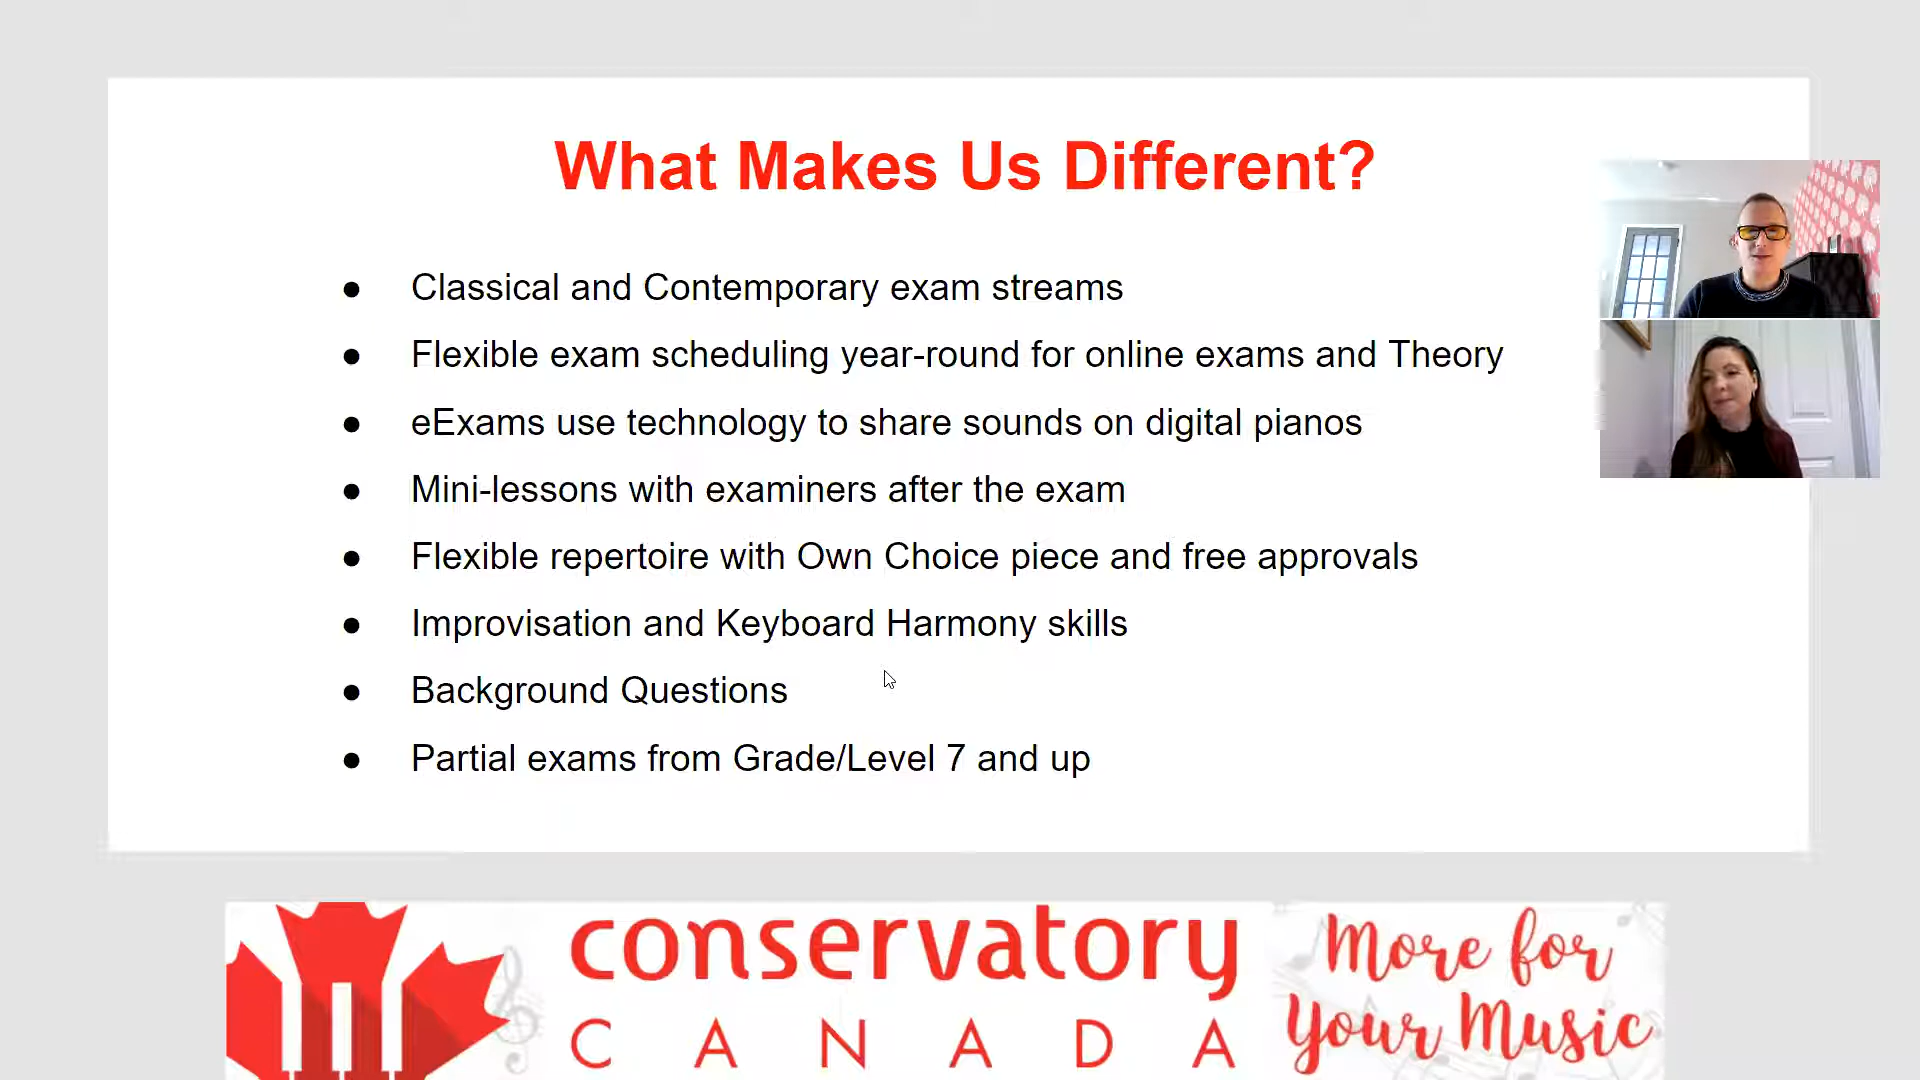 What Makes Us Different?
● Classical and Contemporary exam streams
● Flexible exam scheduling year-round for online exams and Theory
● eExams use technology to share sounds on digital pianos
● Mini-lessons with examiners after the exam
● Flexible repertoire with Own Choice piece and free approvals
● Improvisation and Keyboard Harmony skills
● Background Questions
● Partial exams from Grade/Level 7 and up
conservatory
CANADA
More for
Your Music